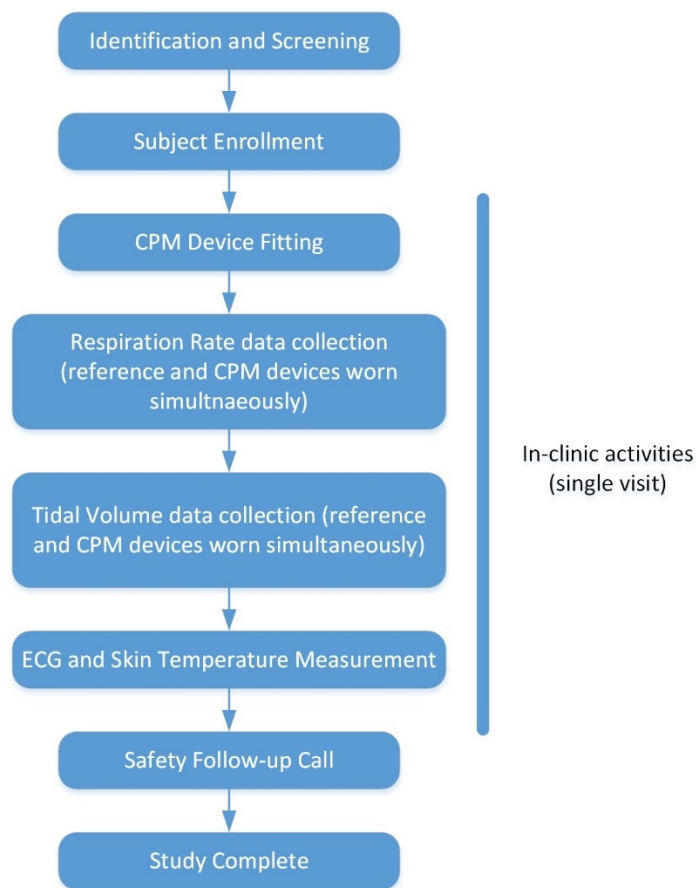 Identification and Screening
Subject Enrollment
CPM Device Fitting
Respiration Rate data collection
(reference and CPM devices worn
simultnaeously)
Tidal Volume data collection (reference
and CPM devices worn simultaneously)
ECG and Skin Temperature Measurement
Safety Follow-up Call
Study Complete
In-clinic activities
(single visit)